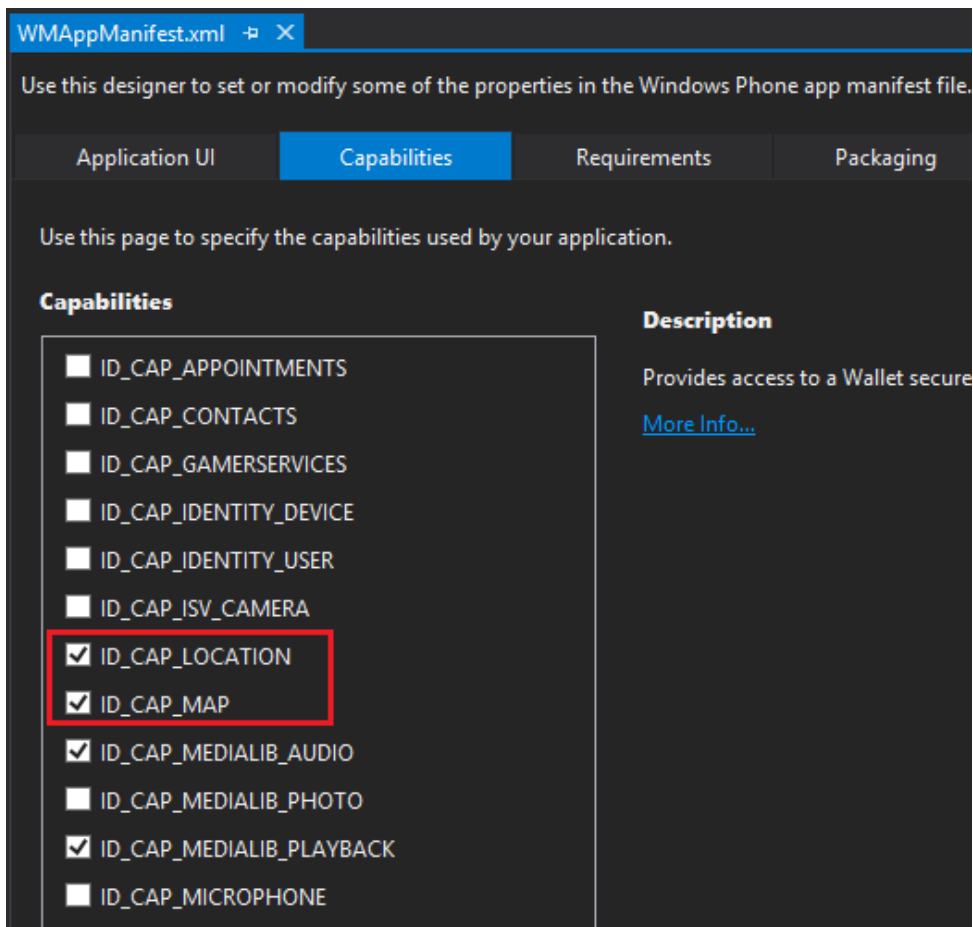 WMAppManifest.xml
Use this designer to set or modify some of the properties in the Windows Phone app manifest file.
Application UI
Capabilities
Requirements
Packaging
Use this page to specify the capabilities used by your application.
Capabilities
ID_CAP_APPOINTMENTS
ID_CAP_CONTACTS
ID_CAP_GAMERSERVICES
ID_CAP_IDENTITY_DEVICE
ID_CAP_IDENTITY_USER
ID_CAP_ISV_CAMERA
ID_CAP_LOCATION
ID_CAP_MAP
ID_CAP_MEDIALIB_AUDIO
ID_CAP_MEDIALIB_PHOTO
ID_CAP_MEDIALIB_PLAYBACK
ID_CAP_MICROPHONE
Description
Provides access to a Wallet secure
More Info...